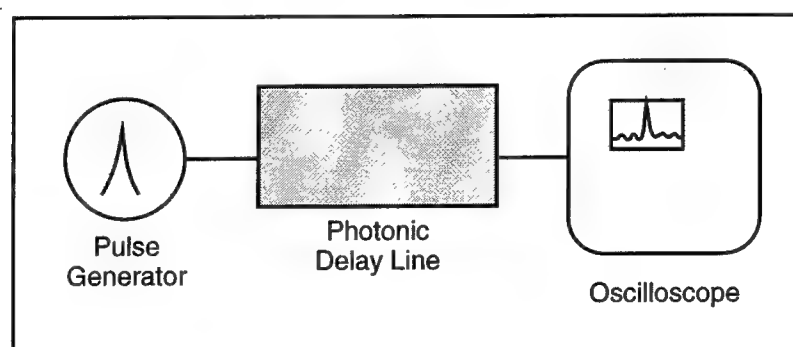 Pulse
Generator
Photonic
Delay Line
Oscilloscope